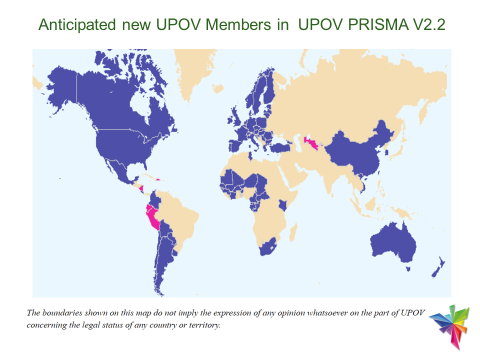 Anticipated new UPOV Members in  UPOV PRISMA V2.2
The boundaries shown on this map do not imply the expression of any opinion whatsoever on the part of UPOV
concerning the legal status of any country or territory.